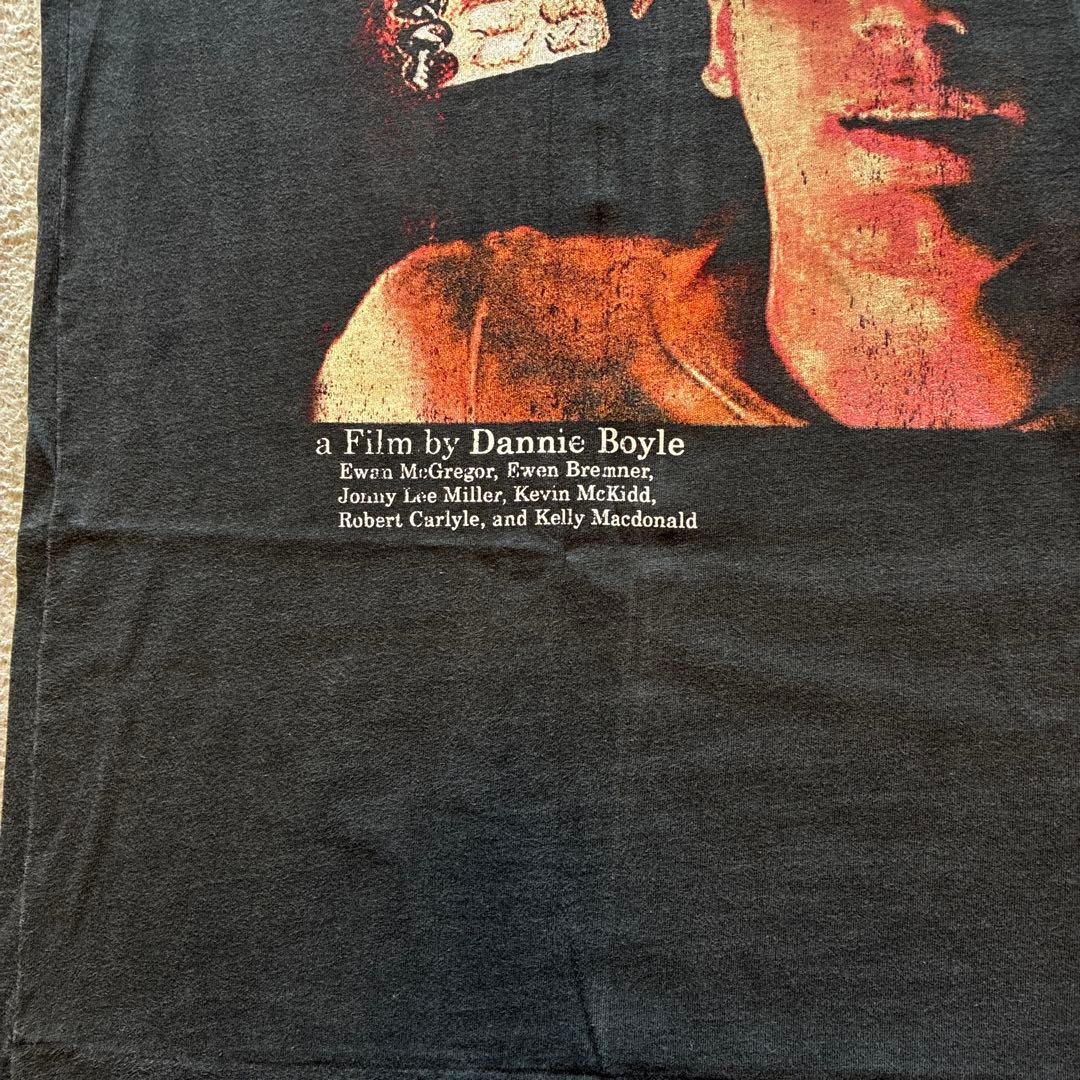 a Film by Dannie Boyle
Ewan McGregor, Ewen Bremner,
Jonny Lee Miller, Kevin McKidd,
Robert Carlyle, and Kelly Macdonald